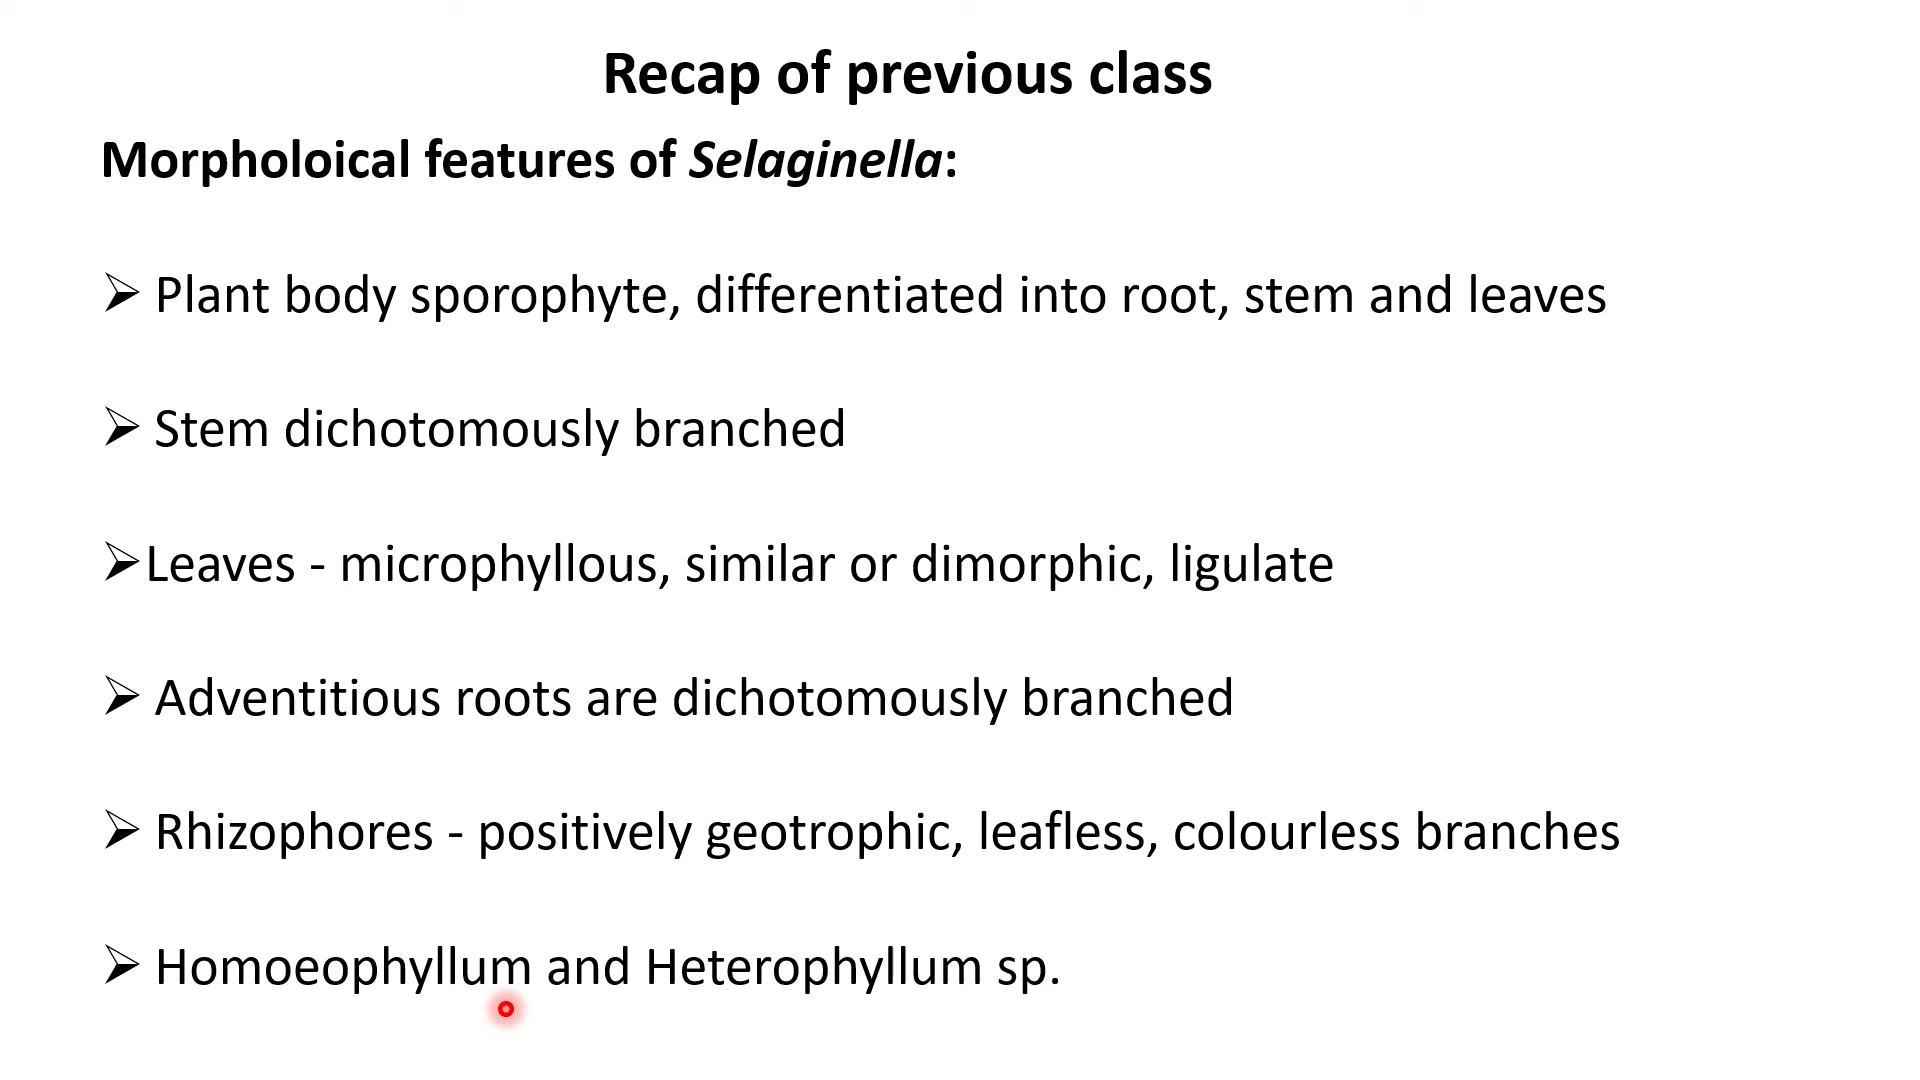 Recap of previous class
Morpholoical features of Selaginella:
➢ Plant body sporophyte, differentiated into root, stem and leaves
➢ Stem dichotomously branched
➢Leaves - microphyllous, similar or dimorphic, ligulate
➢ Adventitious roots are dichotomously branched
➢ Rhizophores - positively geotrophic, leafless, colourless branches
➢ Homoeophyllum and Heterophyllum sp.